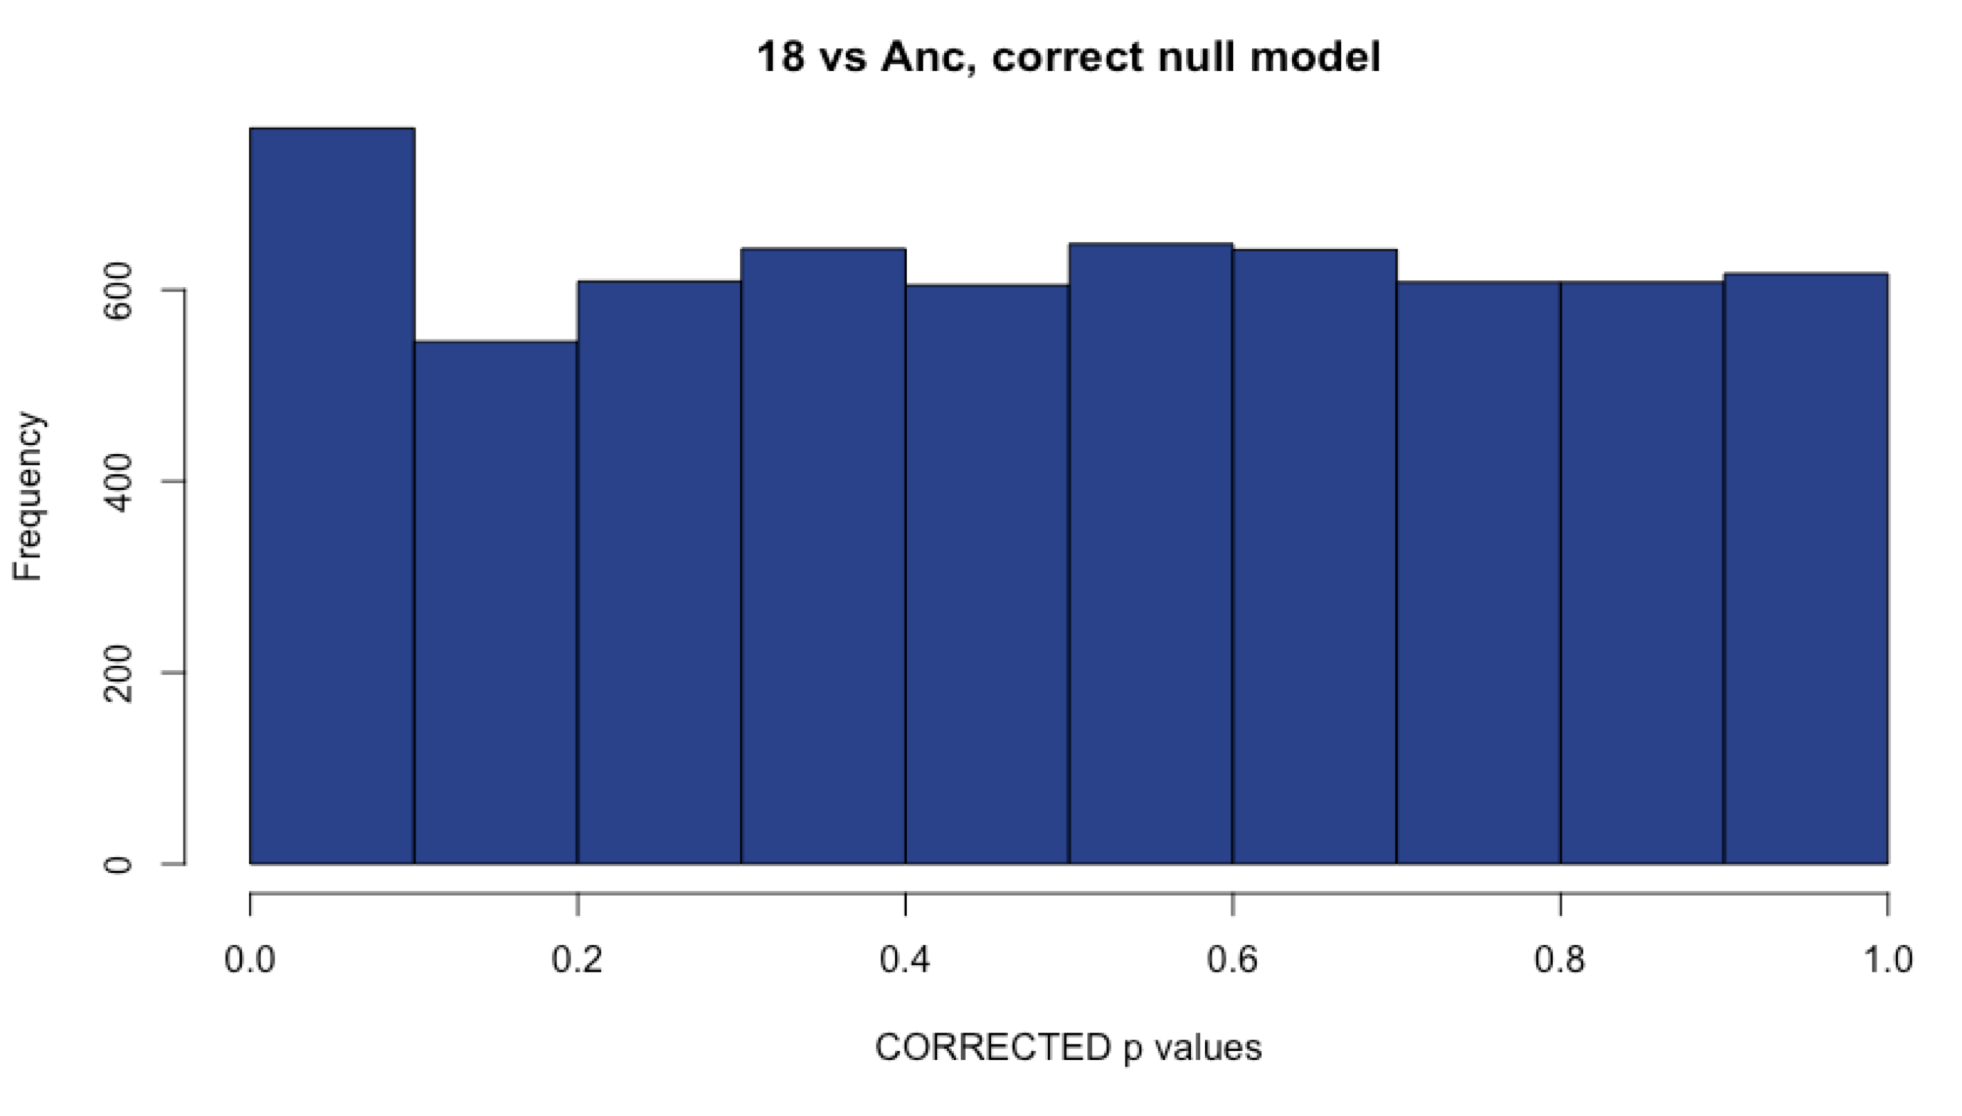 18 vs Anc, correct null model
Frequency
600
400
200
0
0.0 0.2 0.4 0.6 0.8 1.0
CORRECTED p values